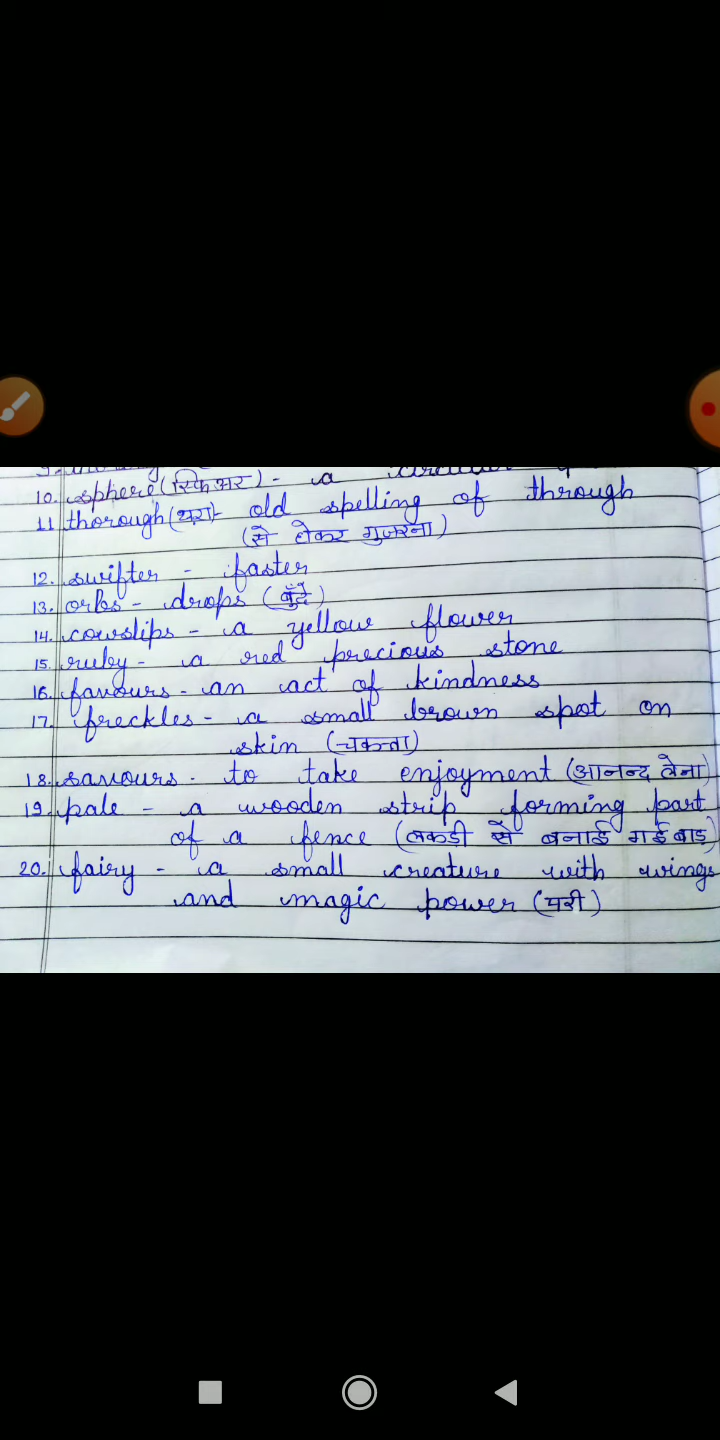 10. sphere (स्फिअर) - a
11 thorough (थरा)- old spelling of through
(से होकर गुजरना)
12. swifter - faster
13. orbs - drops (बुँदें)
14. cowslips - a yellow flower
15. ruby - a red precious stone
16. favours - an act of kindness
17. freckles - a small brown spot on
skin (चकता)
18. savours - to take enjoyment (आनन्द लेना)
19. pale - a wooden strip forming part
of a fence (लकडी से बनाई गई बाड़)
20. fairy - a small creature with wings
and magic power (परी)